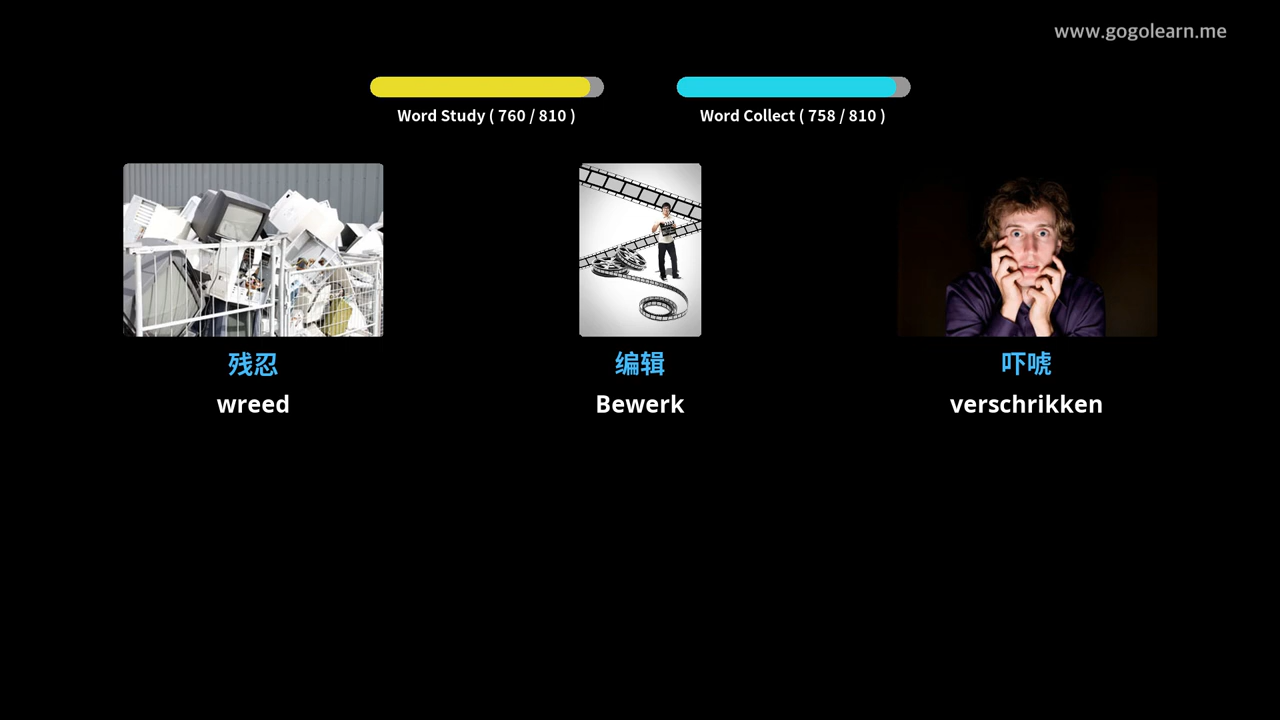 www.gogolearn.me
Word Study ( 760 / 810 )
Word Collect ( 758 / 810 )
残忍
编辑
吓唬
wreed
Bewerk
verschrikken